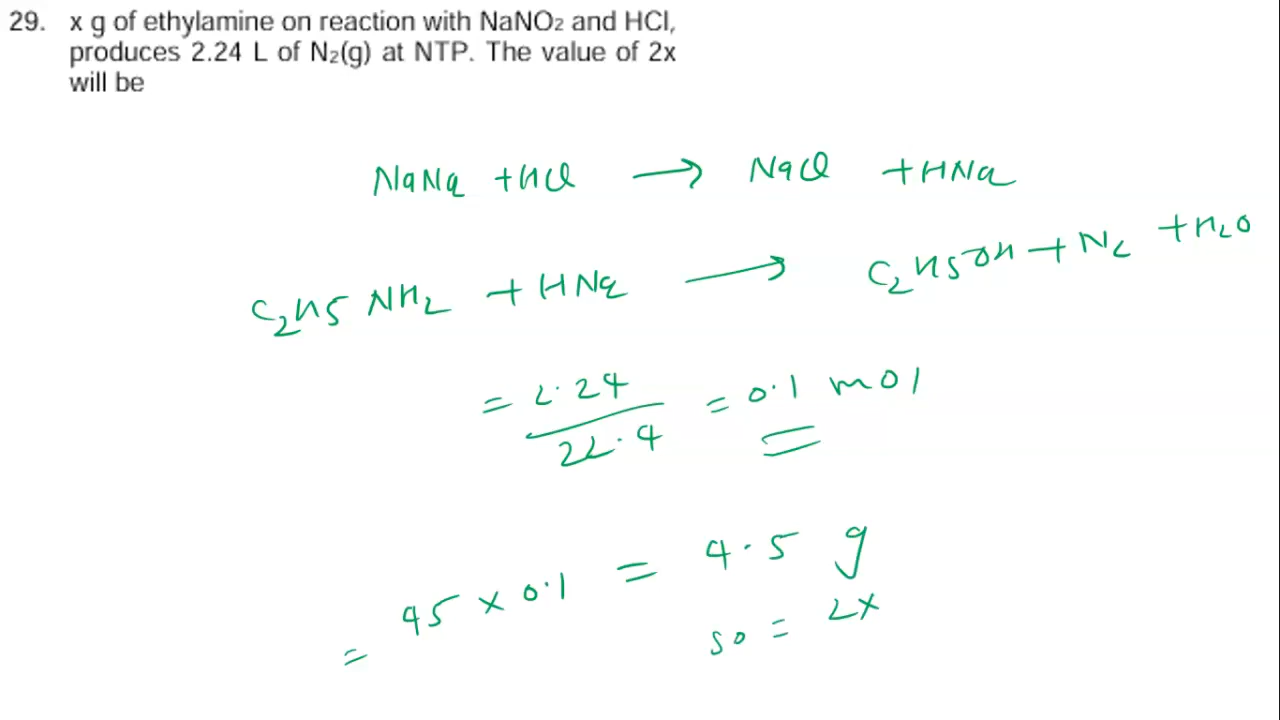 29. x g of ethylamine on reaction with NaNO₂ and HCl,
produces 2.24 L of N₂(g) at NTP. The value of 2x
will be
NaNO₂ + HCl ⟶ NaCl + HNO₂
C₂H₅NH₂ + HNO₂ ⟶ C₂H₅OH + N₂ + H₂O
= 2.24 / 22.4 = 0.1 mol
= 45 × 0.1 = 4.5 g
so = 2x